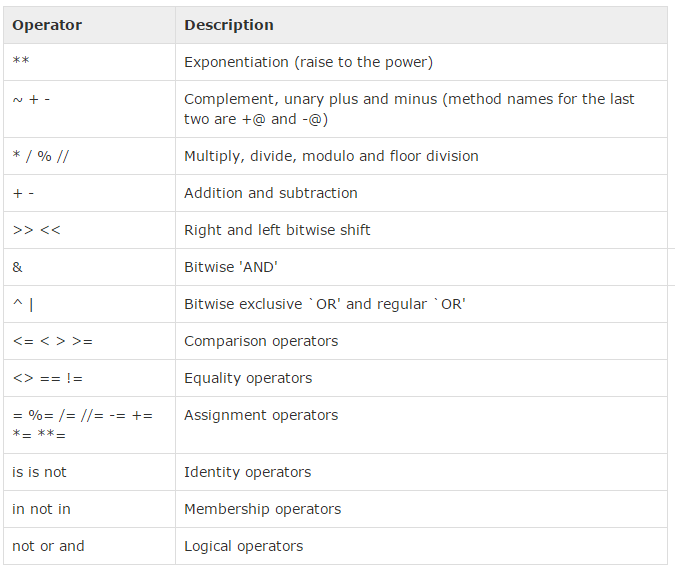 Operator Description
** Exponentiation (raise to the power)
~ + - Complement, unary plus and minus (method names for the last
two are +@ and -@)
* / % // Multiply, divide, modulo and floor division
+ - Addition and subtraction
>> << Right and left bitwise shift
& Bitwise 'AND'
^ | Bitwise exclusive `OR' and regular `OR'
<= < > >= Comparison operators
<> == != Equality operators
= %= /= //= -= += Assignment operators
*= **=
is is not Identity operators
in not in Membership operators
not or and Logical operators